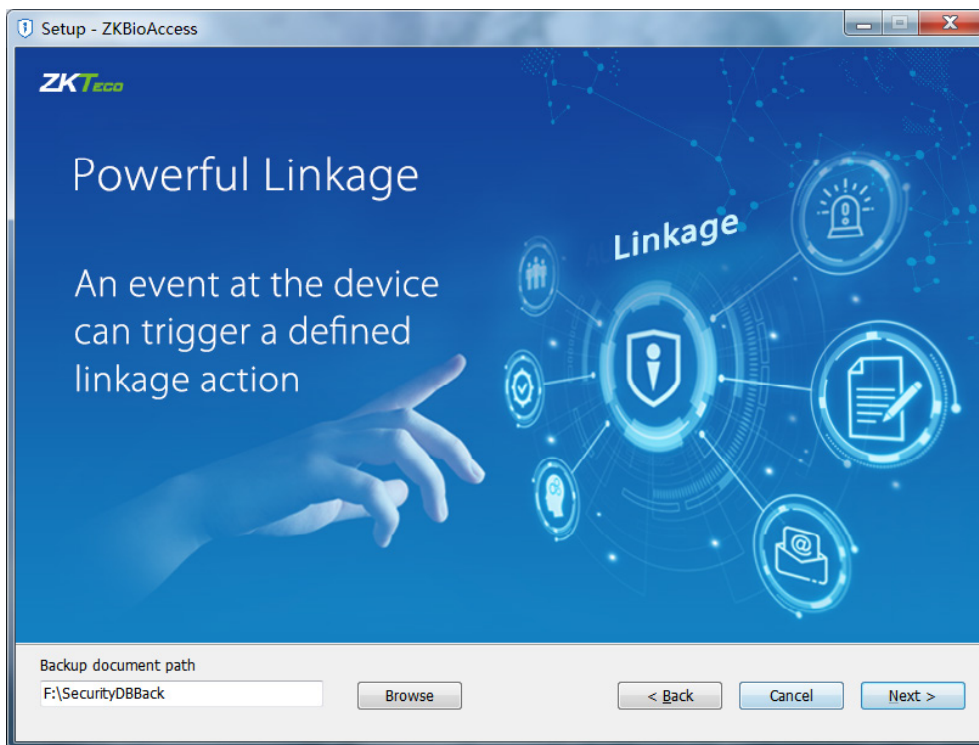 Setup - ZKBioAccess
ZKTeco
Powerful Linkage
Linkage
An event at the device
can trigger a defined
linkage action
@
Backup document path
F:\SecurityDBBack
Browse
< Back
Cancel
Next >